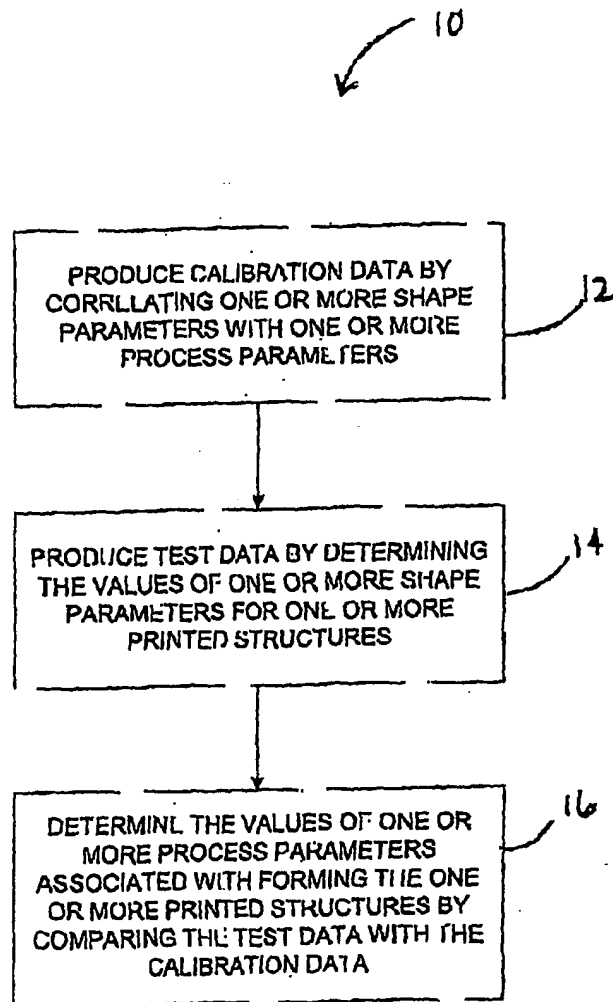 10
PRODUCE CALIBRATION DATA BY
CORRELATING ONE OR MORE SHAPE
PARAMETERS WITH ONE OR MORE
PROCESS PARAMETERS
12
PRODUCE TEST DATA BY DETERMINING
THE VALUES OF ONE OR MORE SHAPE
PARAMETERS FOR ONE OR MORE
PRINTED STRUCTURES
14
DETERMINE THE VALUES OF ONE OR
MORE PROCESS PARAMETERS
ASSOCIATED WITH FORMING THE ONE
OR MORE PRINTED STRUCTURES BY
COMPARING THE TEST DATA WITH THE
CALIBRATION DATA
16